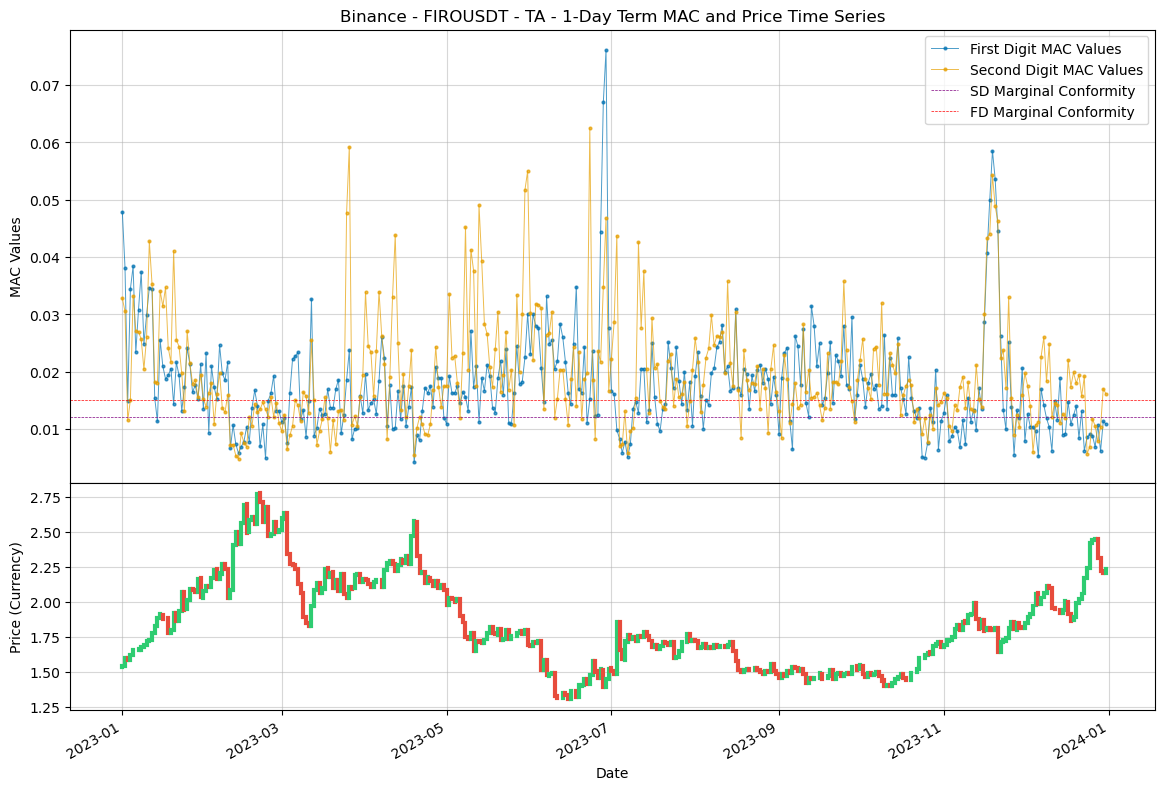 Binance - FIROUSDT - TA - 1-Day Term MAC and Price Time Series
First Digit MAC Values
Second Digit MAC Values
SD Marginal Conformity
FD Marginal Conformity
MAC Values
0.07
0.06
0.05
0.04
0.03
0.02
0.01
Price (Currency)
2.75
2.50
2.25
2.00
1.75
1.50
1.25
2023-01
2023-03
2023-05
2023-07
2023-09
2023-11
2024-01
Date